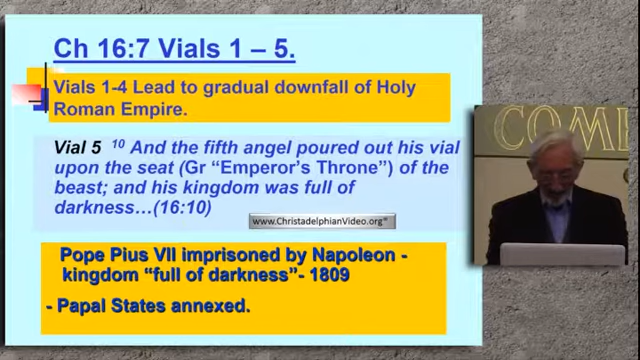 Ch 16:7 Vials 1 – 5.
Vials 1-4 Lead to gradual downfall of Holy
Roman Empire.
Vial 5 10 And the fifth angel poured out his vial
upon the seat (Gr “Emperor’s Throne”) of the
beast; and his kingdom was full of
darkness…(16:10)
www.ChristadelphianVideo.org"
Pope Pius VII imprisoned by Napoleon -
kingdom “full of darkness”- 1809
- Papal States annexed.
COME